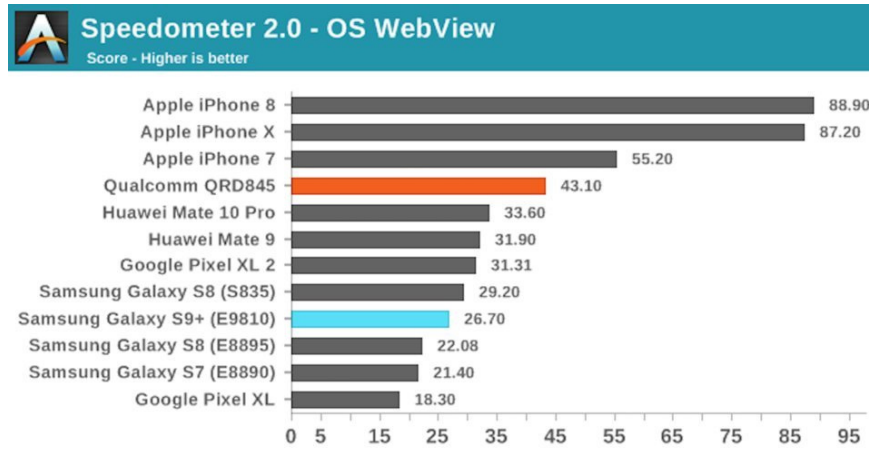 Speedometer 2.0 - OS WebView
Score - Higher is better
Apple iPhone 8 88.90
Apple iPhone X 87.20
Apple iPhone 7 55.20
Qualcomm QRD845 43.10
Huawei Mate 10 Pro 33.60
Huawei Mate 9 31.90
Google Pixel XL 2 31.31
Samsung Galaxy S8 (S835) 29.20
Samsung Galaxy S9+ (E9810) 26.70
Samsung Galaxy S8 (E8895) 22.08
Samsung Galaxy S7 (E8890) 21.40
Google Pixel XL 18.30
0 5 15 25 35 45 55 65 75 85 95